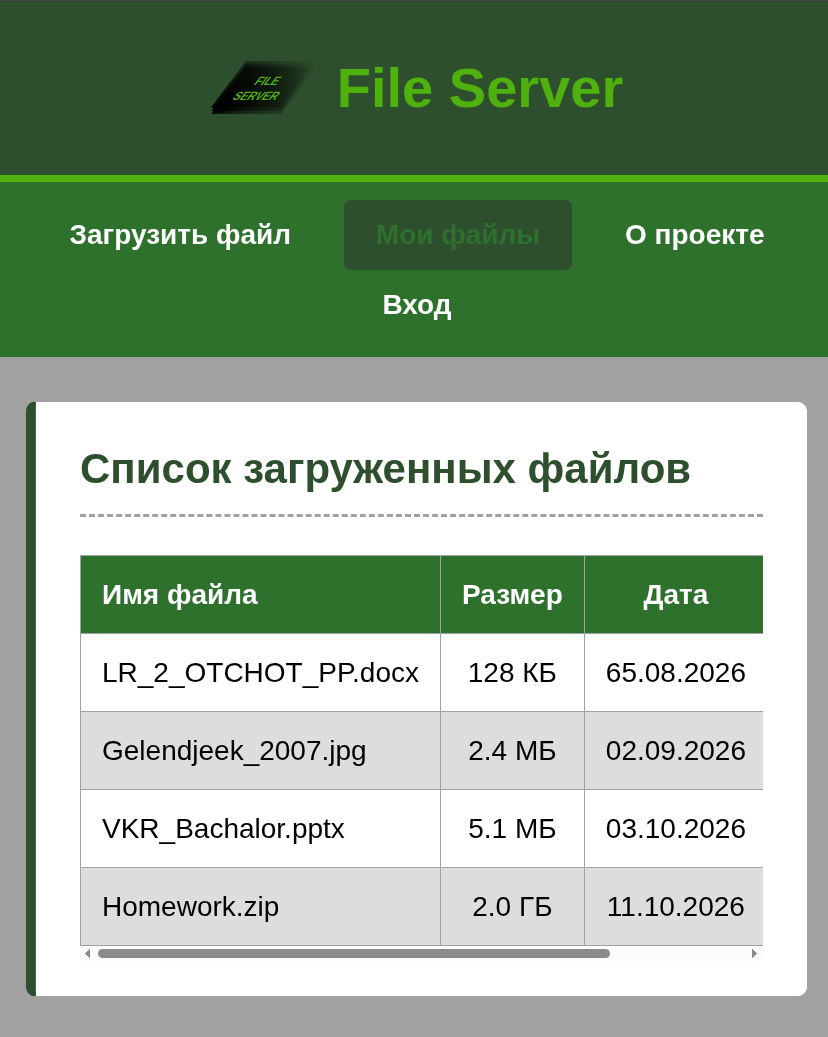 FILE
SERVER
File Server
Загрузить файл Мои файлы О проекте
Вход
Список загруженных файлов
Имя файла Размер Дата
LR_2_OTCHOT_PP.docx 128 КБ 65.08.2026
Gelendjeek_2007.jpg 2.4 МБ 02.09.2026
VKR_Bachalor.pptx 5.1 МБ 03.10.2026
Homework.zip 2.0 ГБ 11.10.2026